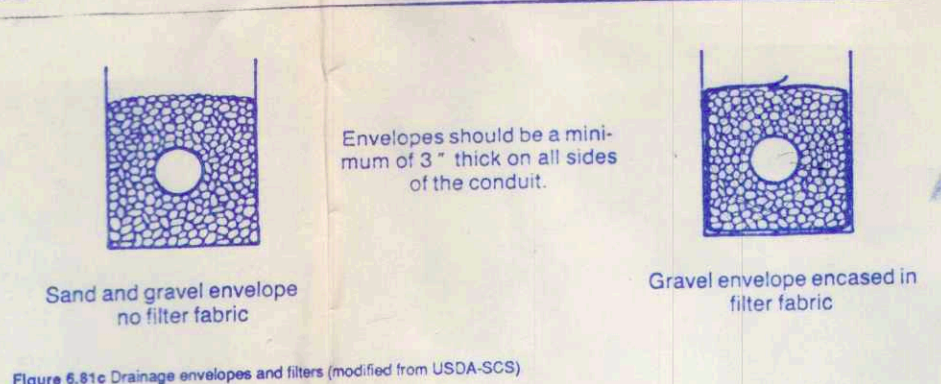 Envelopes should be a mini-
mum of 3 " thick on all sides
of the conduit.
Sand and gravel envelope
no filter fabric
Gravel envelope encased in
filter fabric
Figure 6.81c Drainage envelopes and filters (modified from USDA-SCS)